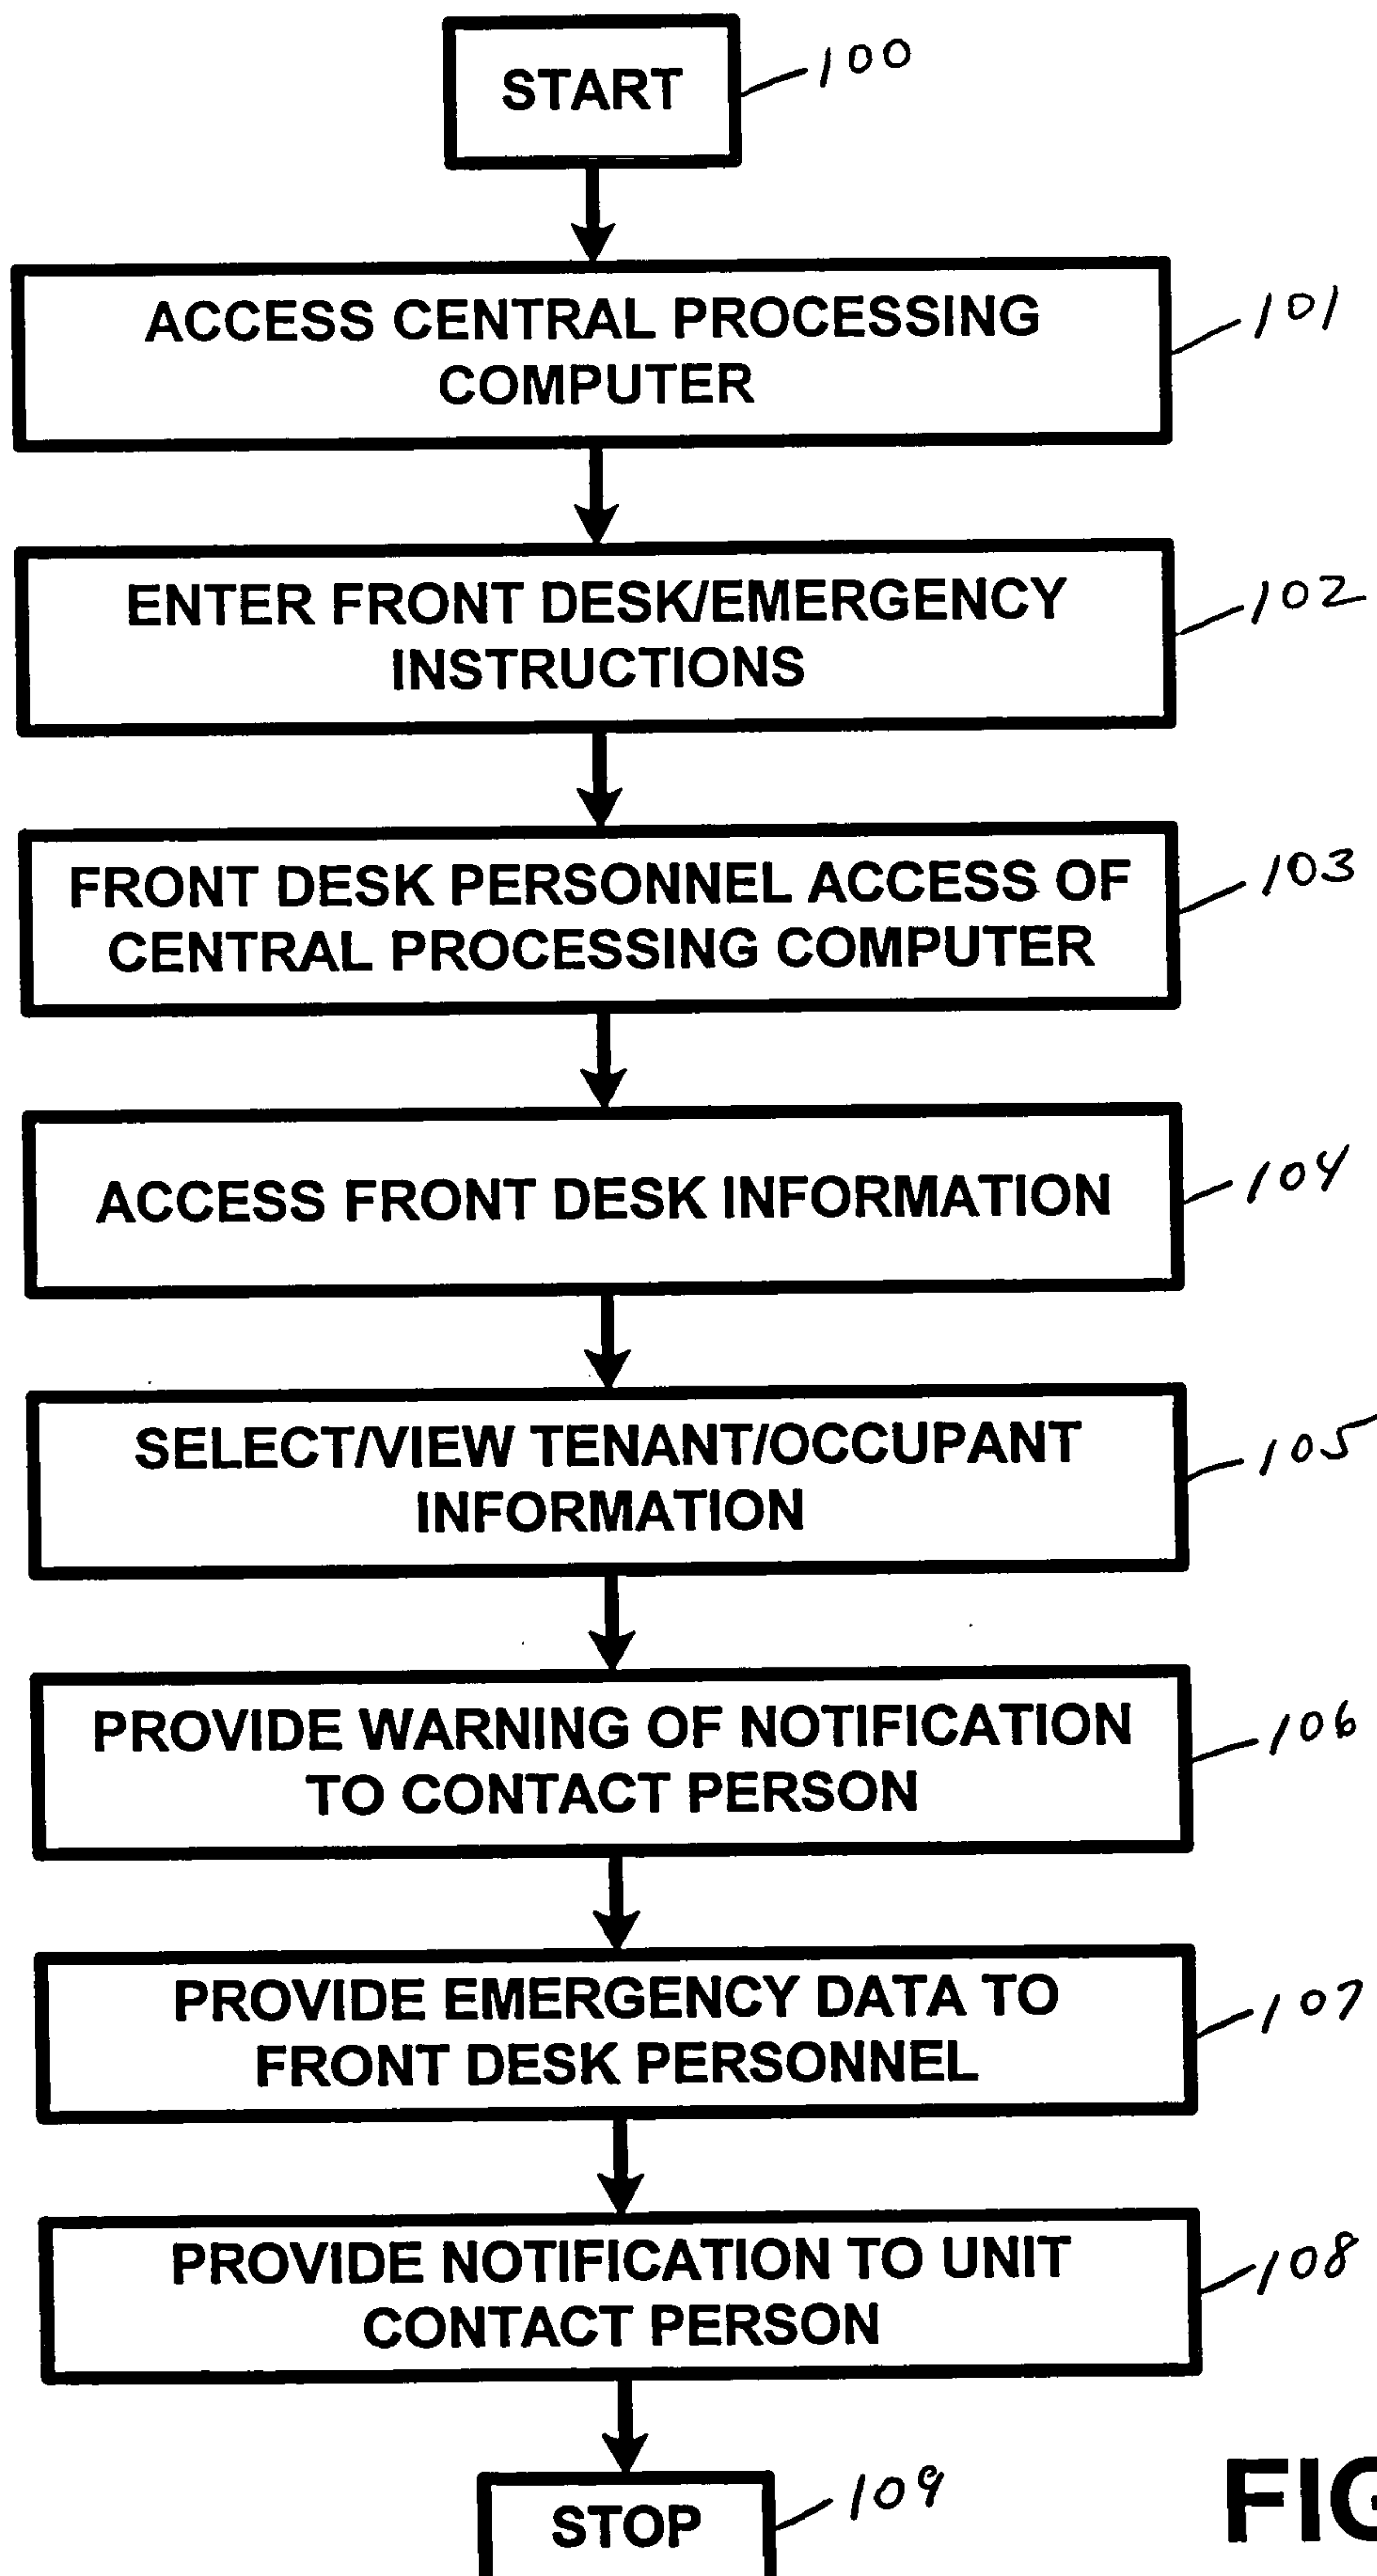 START
100
ACCESS CENTRAL PROCESSING
COMPUTER
101
ENTER FRONT DESK/EMERGENCY
INSTRUCTIONS
102
FRONT DESK PERSONNEL ACCESS OF
CENTRAL PROCESSING COMPUTER
103
ACCESS FRONT DESK INFORMATION
104
SELECT/VIEW TENANT/OCCUPANT
INFORMATION
105
PROVIDE WARNING OF NOTIFICATION
TO CONTACT PERSON
106
PROVIDE EMERGENCY DATA TO
FRONT DESK PERSONNEL
107
PROVIDE NOTIFICATION TO UNIT
CONTACT PERSON
108
STOP
109
FIG